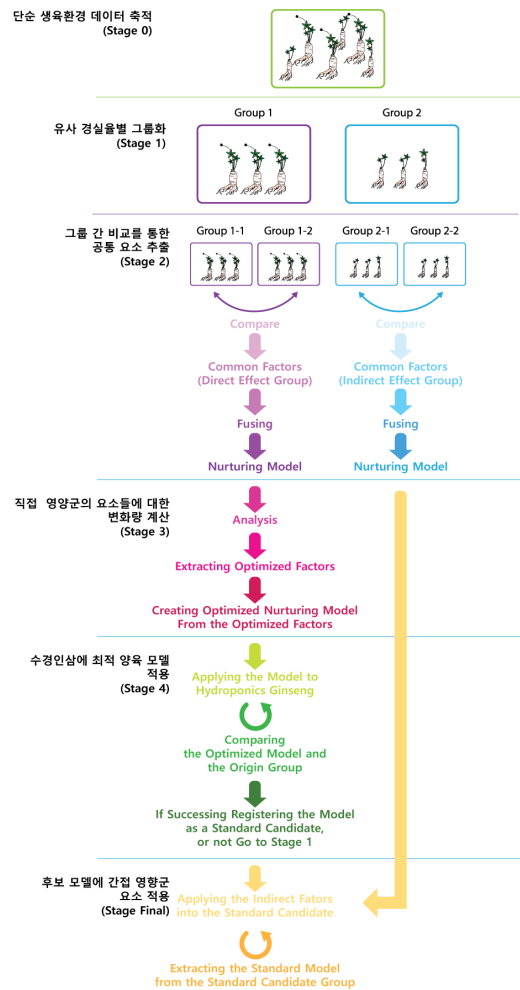 단순 생육환경 데이터 축적
(Stage 0)
Group 1
Group 2
유사 경실율별 그룹화
(Stage 1)
그룹 간 비교를 통한
공통 요소 추출
(Stage 2)
Group 1-1
Group 1-2
Group 2-1
Group 2-2
Compare
Compare
Common Factors
(Direct Effect Group)
Common Factors
(Indirect Effect Group)
Fusing
Fusing
Nurturing Model
Nurturing Model
직접 영양군의 요소들에 대한
변화량 계산
(Stage 3)
Analysis
Extracting Optimized Factors
Creating Optimized Nurturing Model
From the Optimized Factors
수경인삼에 최적 양육 모델
적용
(Stage 4)
Applying the Model to
Hydroponics Ginseng
Comparing
the Optimized Model and
the Origin Group
If Successing Registering the Model
as a Standard Candidate,
or not Go to Stage 1
후보 모델에 간접 영향군
요소 적용
(Stage Final)
Applying the Indirect Fators
into the Standard Candidate
Extracting the Standard Model
from the Standard Candidate Group